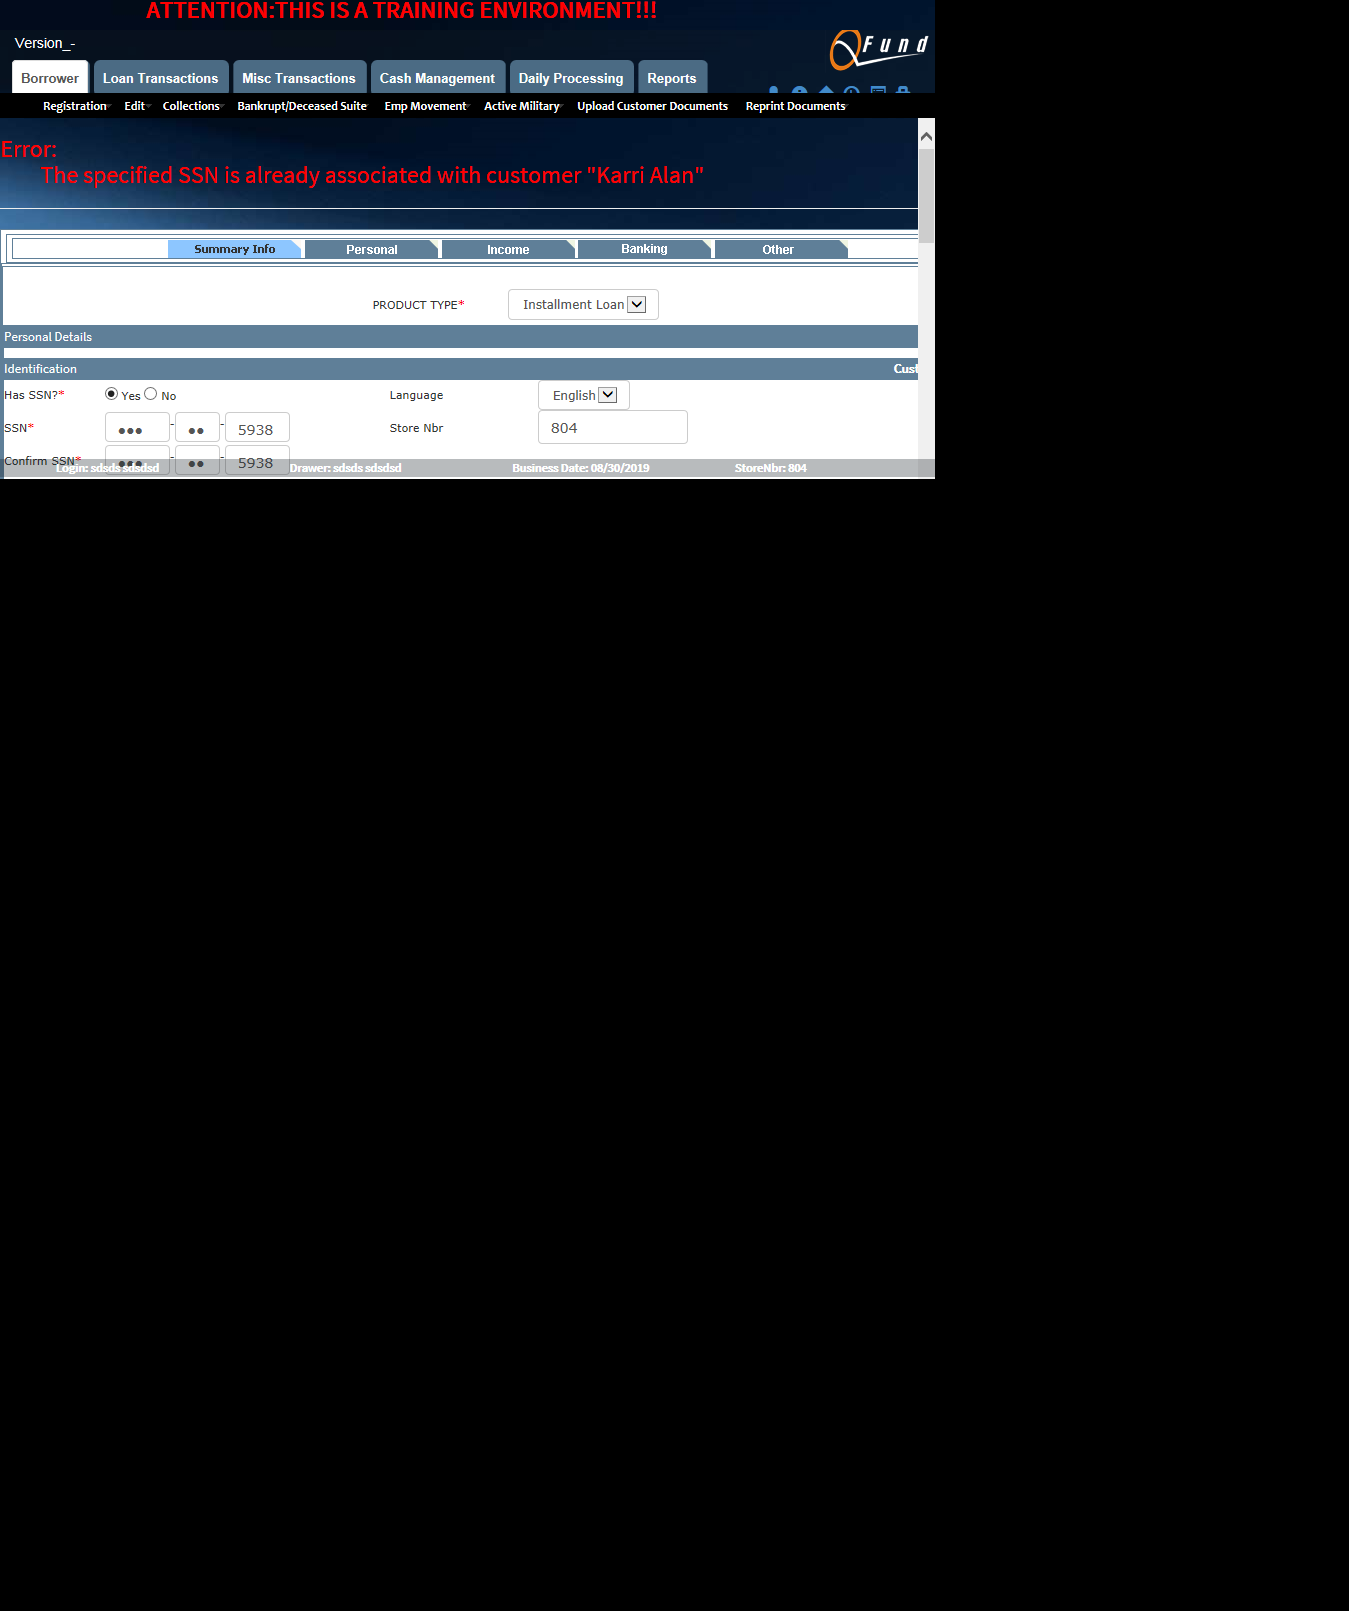 ATTENTION:THIS IS A TRAINING ENVIRONMENT!!!
Version_-
QFund
Borrower Loan Transactions Misc Transactions Cash Management Daily Processing Reports
Registration Edit Collections Bankrupt/Deceased Suite Emp Movement Active Military Upload Customer Documents Reprint Documents
Error:
The specified SSN is already associated with customer "Karri Alan"
Summary Info Personal Income Banking Other
PRODUCT TYPE* Installment Loan
Personal Details
Identification Cust
Has SSN?* Yes No Language English
SSN* ••• - •• - 5938 Store Nbr 804
Confirm SSN* ••• - •• - 5938
Login: sdsds sdsdsd Drawer: sdsds sdsdsd Business Date: 08/30/2019 StoreNbr: 804